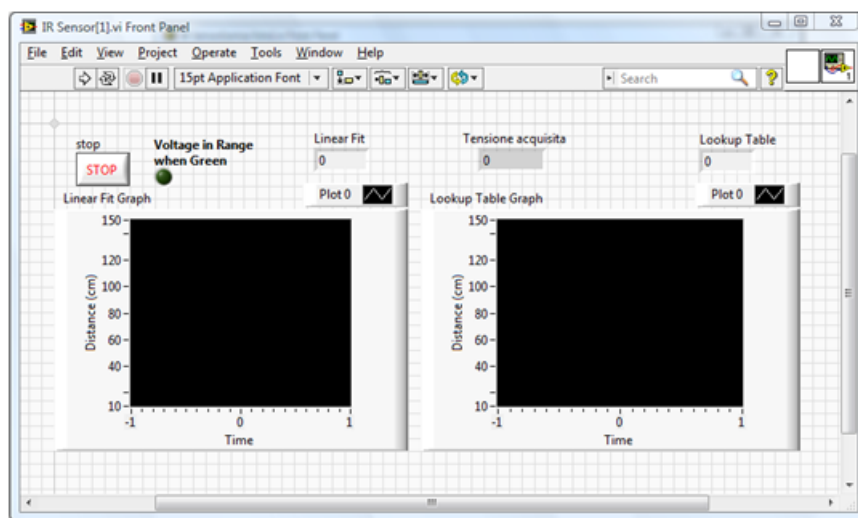 IR Sensor[1].vi Front Panel
File Edit View Project Operate Tools Window Help
15pt Application Font
Search
1
stop
STOP
Voltage in Range
when Green
Linear Fit
0
Tensione acquisita
0
Lookup Table
0
Linear Fit Graph
Plot 0
150
120
100
80
60
40
10
Distance (cm)
-1 0 1
Time
Lookup Table Graph
Plot 0
150
120
100
80
60
40
10
Distance (cm)
-1 0 1
Time